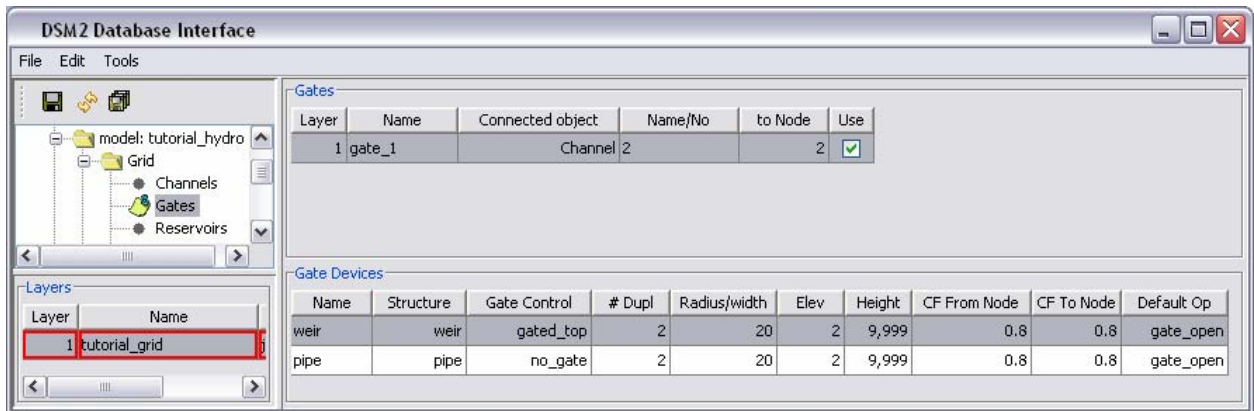 DSM2 Database Interface
File Edit Tools
model: tutorial_hydro
Grid
Channels
Gates
Reservoirs
Layers
Layer Name
1 tutorial_grid
Gates
Layer Name Connected object Name/No to Node Use
1 gate_1 Channel 2 2
Gate Devices
Name Structure Gate Control # Dupl Radius/width Elev Height CF From Node CF To Node Default Op
weir weir gated_top 2 20 2 9,999 0.8 0.8 gate_open
pipe pipe no_gate 2 20 2 9,999 0.8 0.8 gate_open